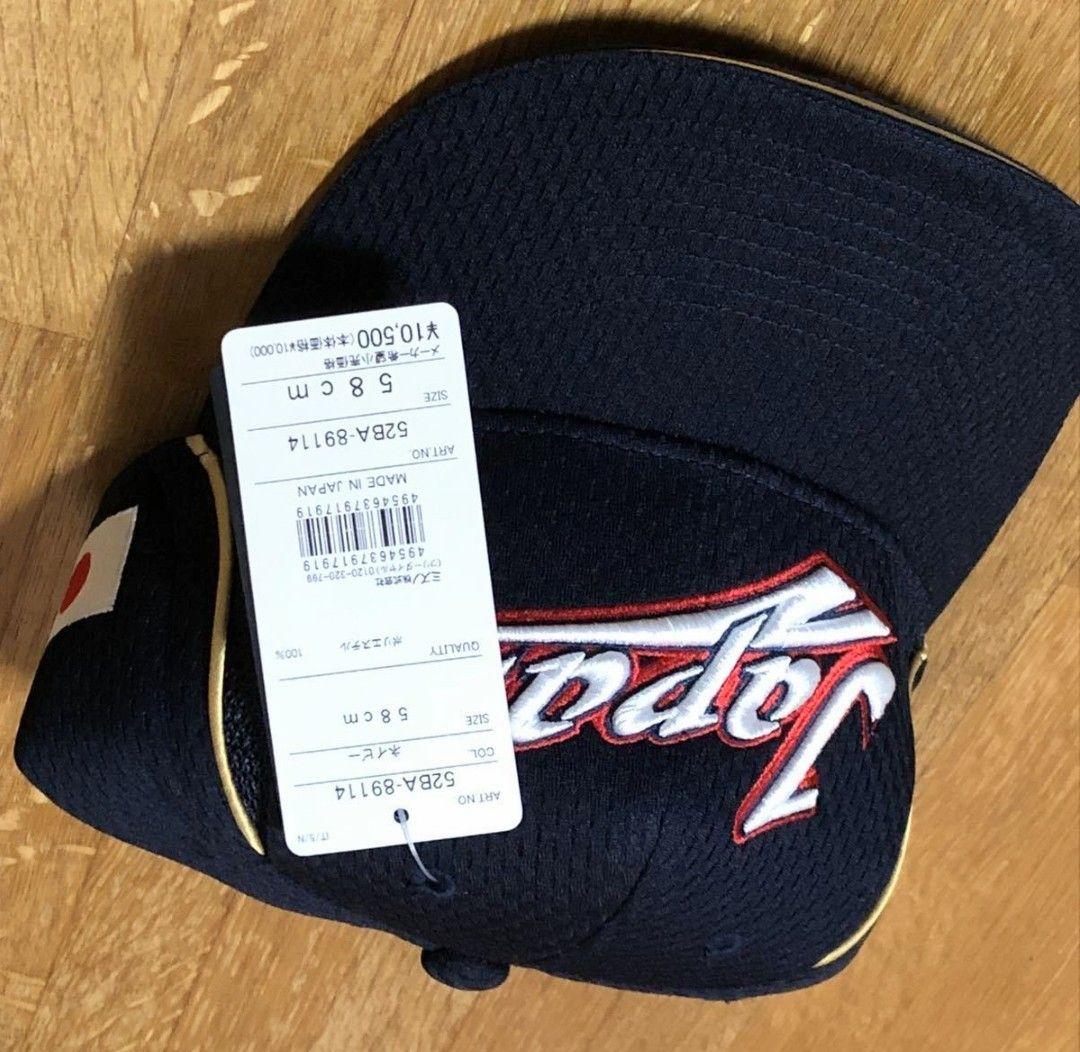 IT/S/N
ART.NO 52BA-89114
COL ネイビー
SIZE 58cm
QUALITY ポリエステル 100%
ミズノ株式会社
(フリーダイヤル)0120-320-799
4954637917919
4954637917919
MADE IN JAPAN
ART.NO 52BA-89114
SIZE 58cm
メーカー希望小売価格
¥10,500(本体価格¥10,000)
Japa